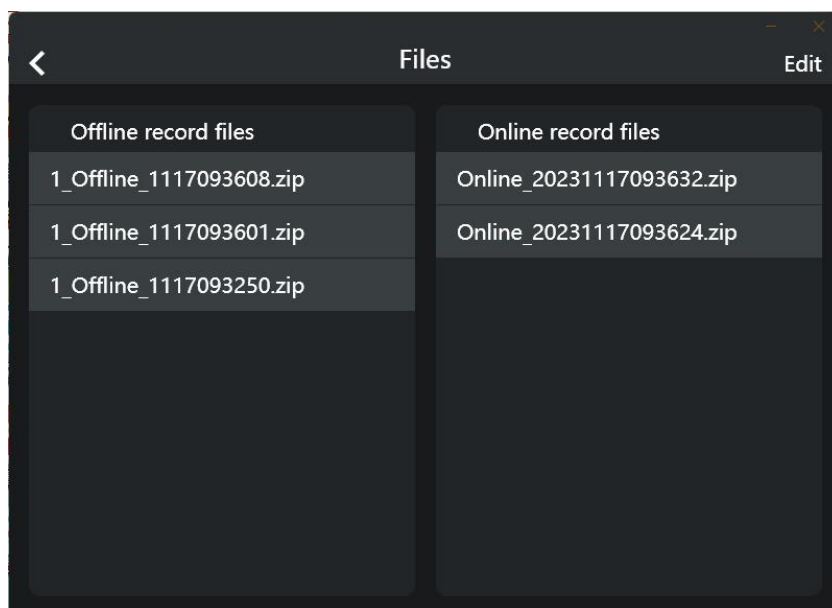 Files
Edit
Offline record files
1_Offline_1117093608.zip
1_Offline_1117093601.zip
1_Offline_1117093250.zip
Online record files
Online_20231117093632.zip
Online_20231117093624.zip